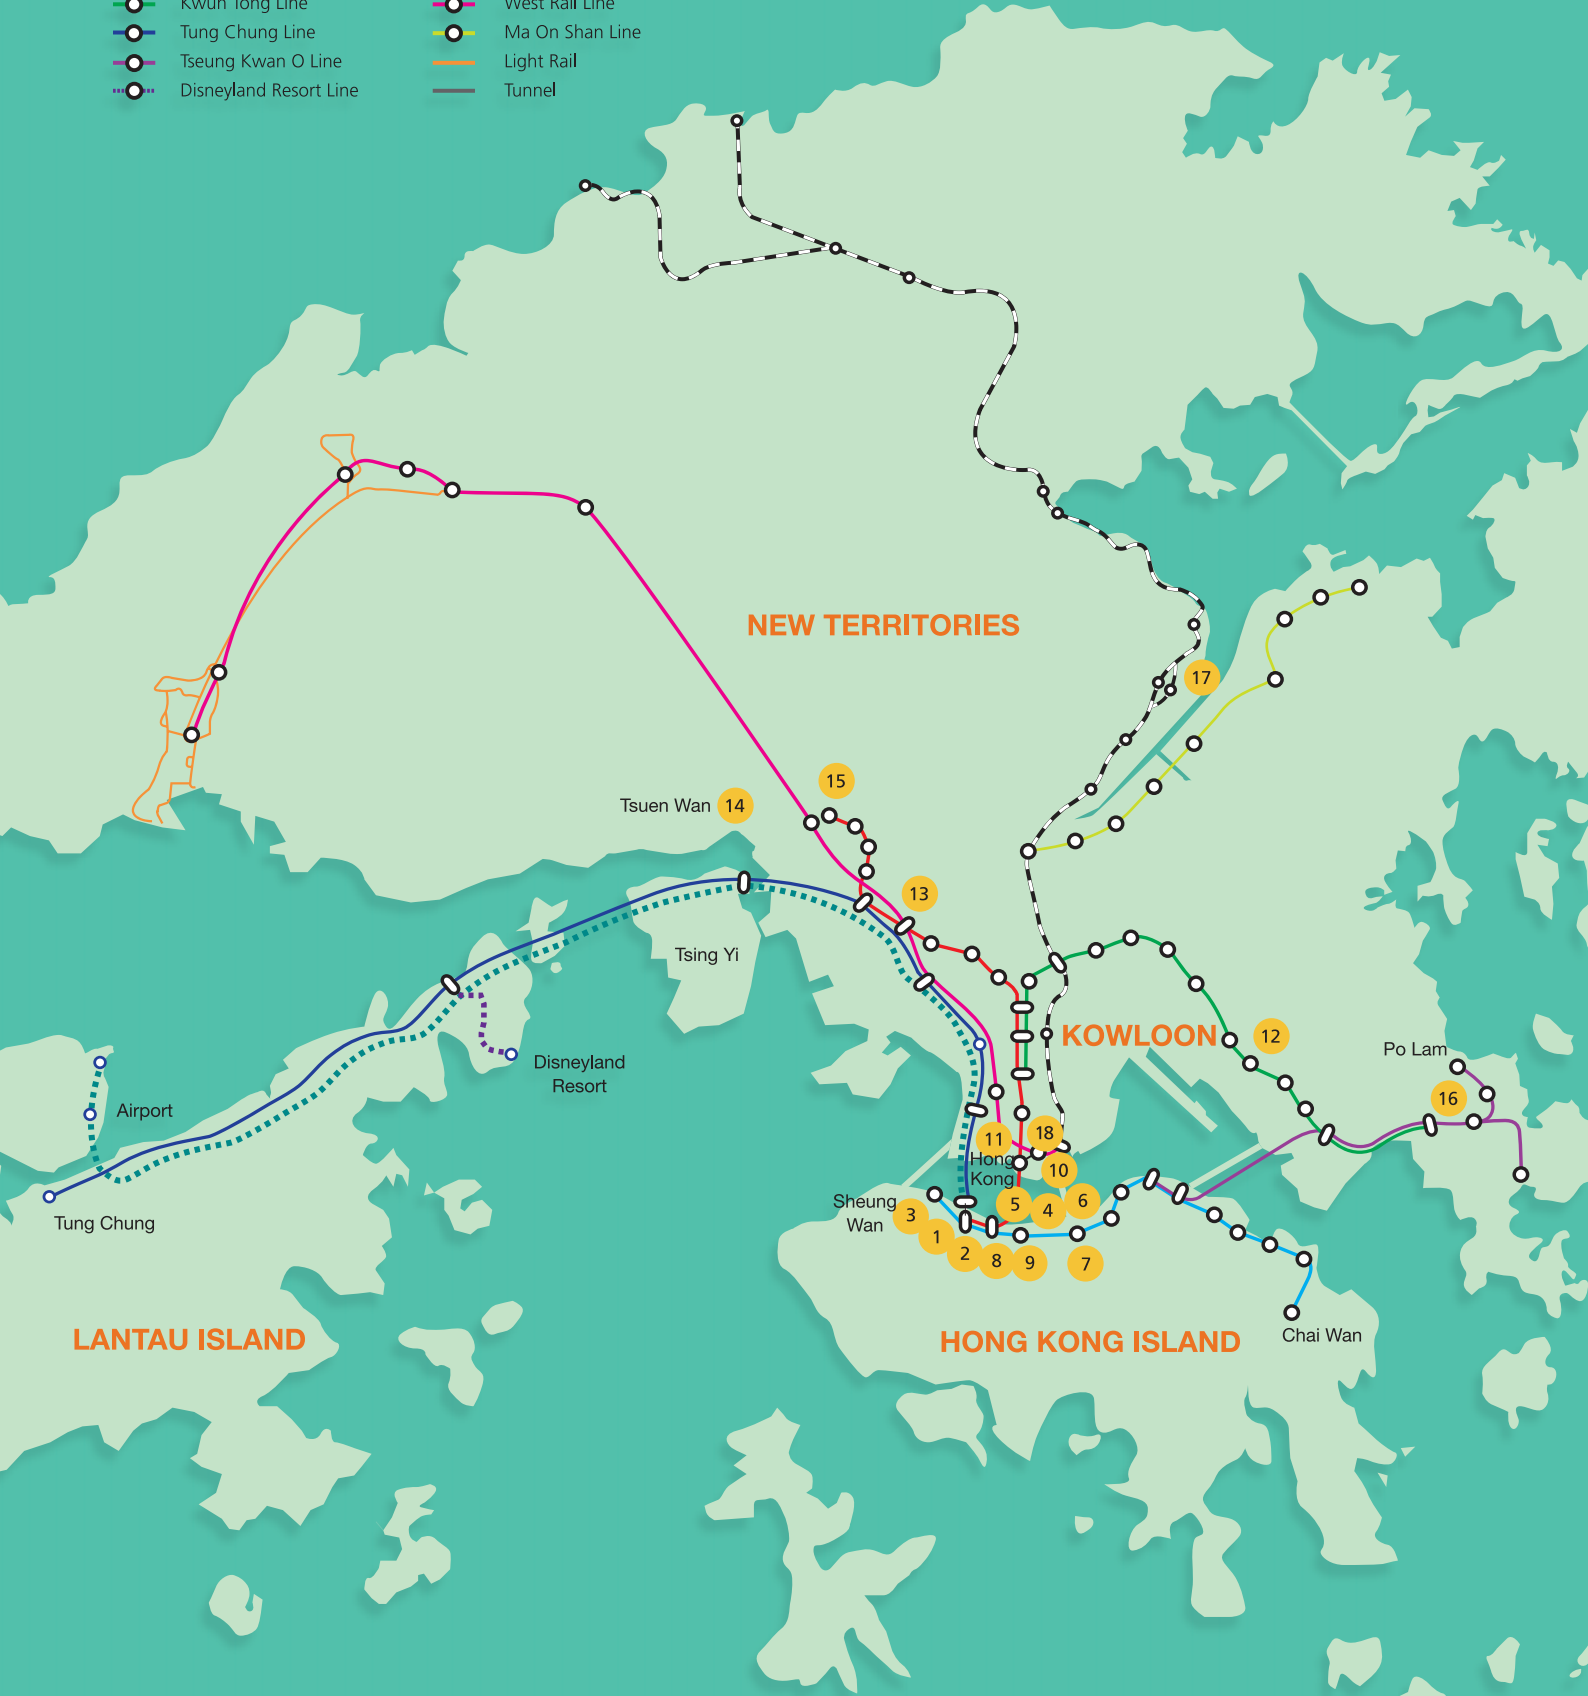 Kwun Tong Line
West Rail Line
Tung Chung Line
Ma On Shan Line
Tseung Kwan O Line
Light Rail
Disneyland Resort Line
Tunnel
NEW TERRITORIES
17
15
Tsuen Wan 14
13
Tsing Yi
KOWLOON
12
Po Lam
Disneyland
Resort
16
Airport
11
18
Hong
Kong
10
Sheung
Wan
Tung Chung
3
5
4
6
1
2
8
9
7
LANTAU ISLAND
HONG KONG ISLAND
Chai Wan